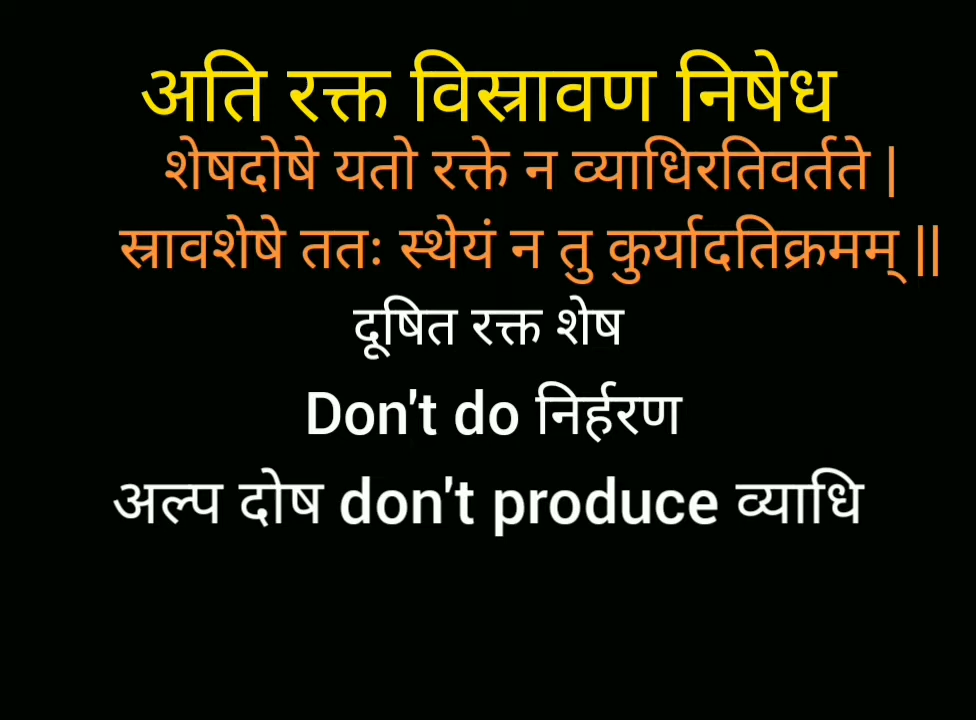 अति रक्त विस्रावण निषेध
शेषदोषे यतो रक्ते न व्याधिरतिवर्तते |
स्रावशेषे ततः स्थेयं न तु कुर्यादतिक्रमम् ||
दूषित रक्त शेष
Don't do निर्हरण
अल्प दोष don't produce व्याधि